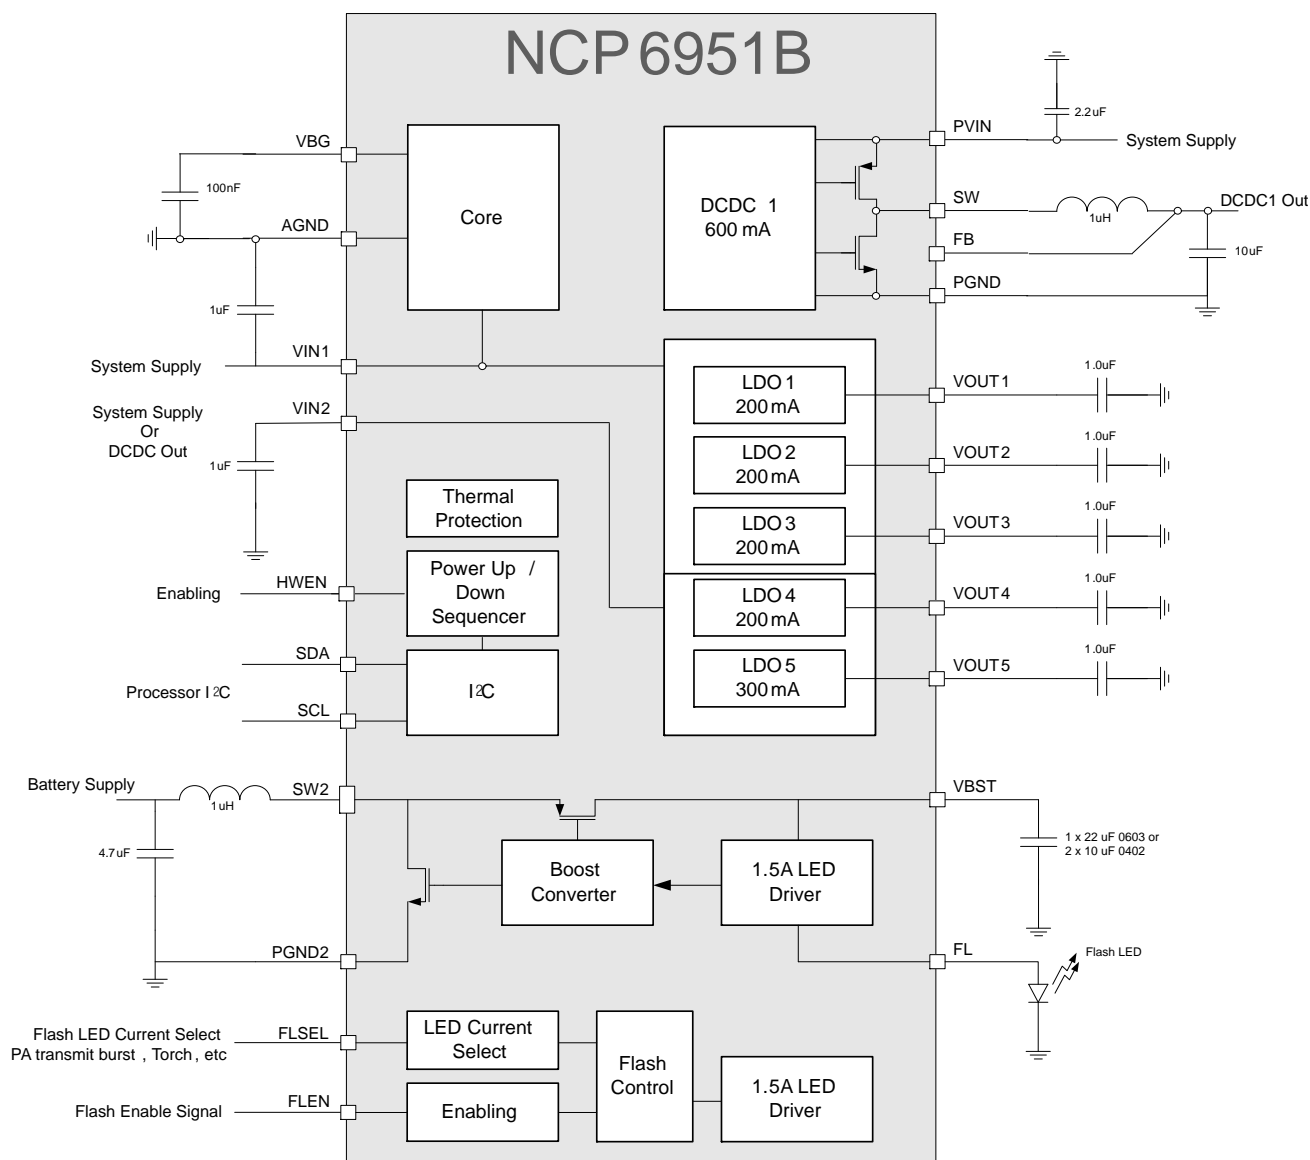 NCP 6951B
VBG
100nF
AGND
1uF
System Supply
VIN1
System Supply
Or
DCDC Out
VIN2
1uF
Core
DCDC 1
600 mA
PVIN
2.2uF
System Supply
SW
1uH
DCDC1 Out
FB
10uF
PGND
LDO 1
200 mA
VOUT1
1.0uF
LDO 2
200 mA
VOUT2
1.0uF
LDO 3
200 mA
VOUT3
1.0uF
LDO 4
200 mA
VOUT4
1.0uF
LDO 5
300 mA
VOUT5
1.0uF
Thermal
Protection
Enabling
HWEN
Power Up /
Down
Sequencer
SDA
Processor I2C
SCL
I2C
Battery Supply
1uH
SW2
4.7uF
PGND2
Boost
Converter
1.5A LED
Driver
VBST
1 x 22 uF 0603 or
2 x 10 uF 0402
FL
Flash LED
Flash LED Current Select
PA transmit burst , Torch , etc
FLSEL
LED Current
Select
Flash
Control
Flash Enable Signal
FLEN
Enabling
1.5A LED
Driver